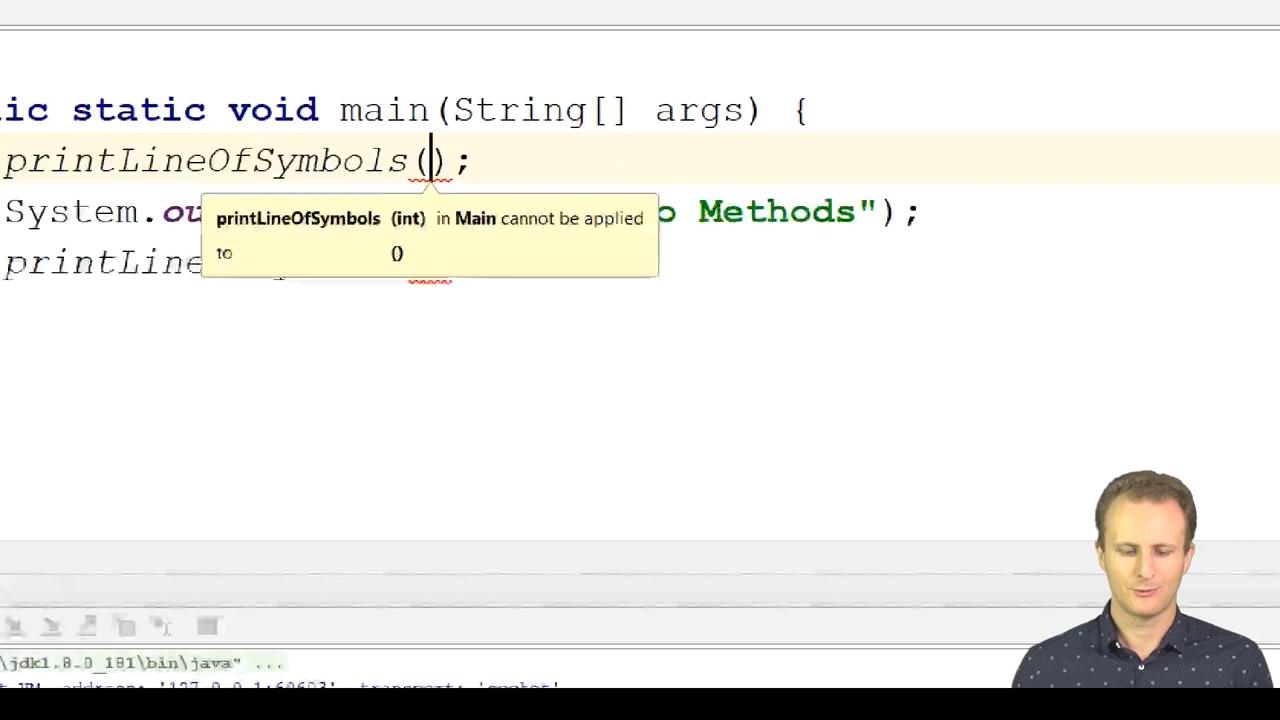 ic static void main(String[] args) {
printLineOfSymbols();
System.ou o Methods");
printLine
printLineOfSymbols (int) in Main cannot be applied
to ()
\jdk1.8.0_181\bin\java" ...